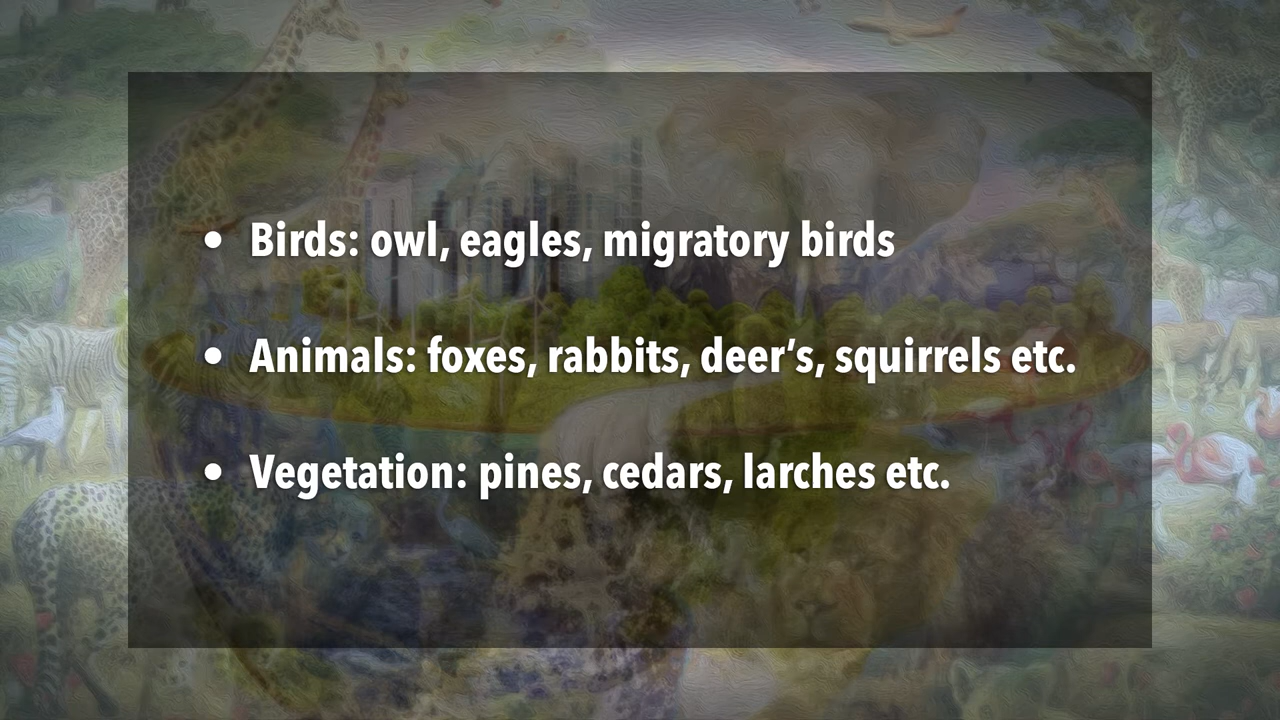 • Birds: owl, eagles, migratory birds
• Animals: foxes, rabbits, deer’s, squirrels etc.
• Vegetation: pines, cedars, larches etc.